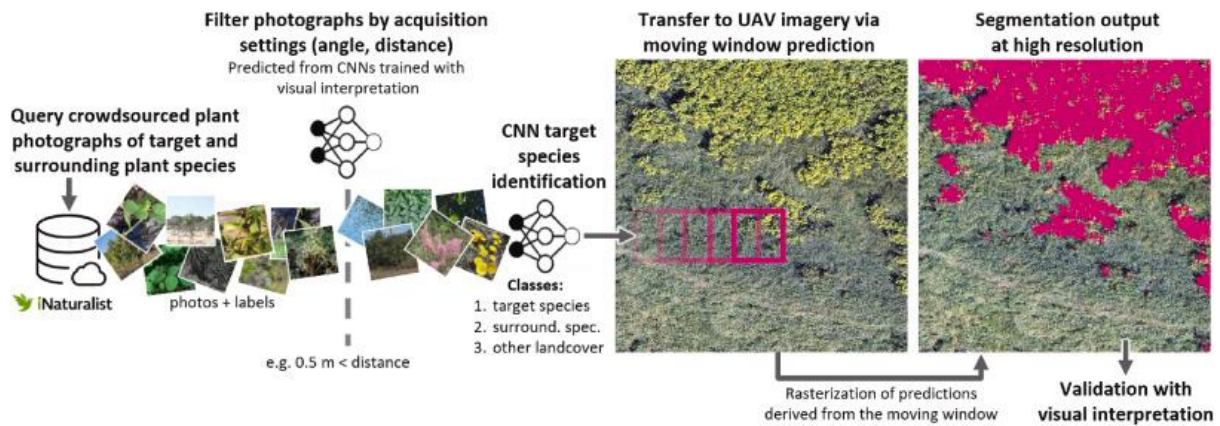 Query crowdsourced plant
photographs of target and
surrounding plant species
iNaturalist
photos + labels
Filter photographs by acquisition
settings (angle, distance)
Predicted from CNNs trained with
visual interpretation
e.g. 0.5 m < distance
CNN target
species
identification
Classes:
1. target species
2. surround. spec.
3. other landcover
Transfer to UAV imagery via
moving window prediction
Rasterization of predictions
derived from the moving window
Segmentation output
at high resolution
Validation with
visual interpretation